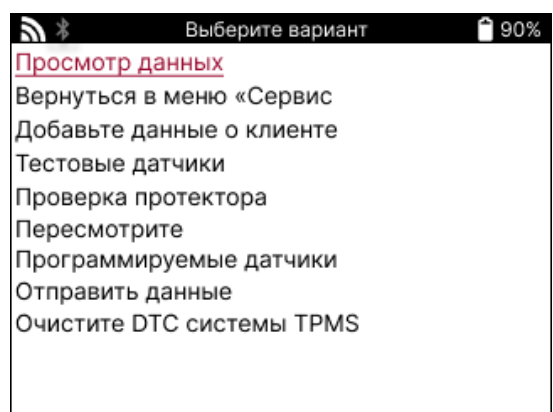 Выберите вариант 90%
Просмотр данных
Вернуться в меню «Сервис
Добавьте данные о клиенте
Тестовые датчики
Проверка протектора
Пересмотрите
Программируемые датчики
Отправить данные
Очистите DTC системы TPMS